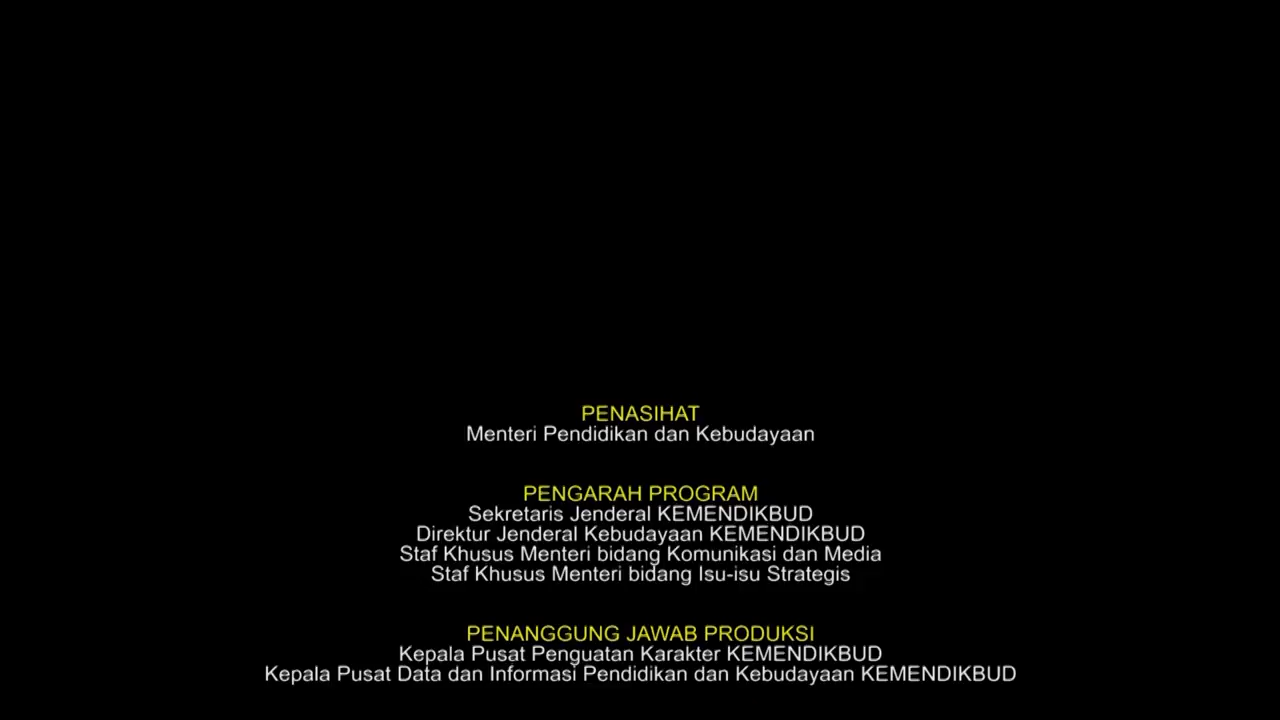 PENASIHAT
Menteri Pendidikan dan Kebudayaan
PENGARAH PROGRAM
Sekretaris Jenderal KEMENDIKBUD
Direktur Jenderal Kebudayaan KEMENDIKBUD
Staf Khusus Menteri bidang Komunikasi dan Media
Staf Khusus Menteri bidang Isu-isu Strategis
PENANGGUNG JAWAB PRODUKSI
Kepala Pusat Penguatan Karakter KEMENDIKBUD
Kepala Pusat Data dan Informasi Pendidikan dan Kebudayaan KEMENDIKBUD